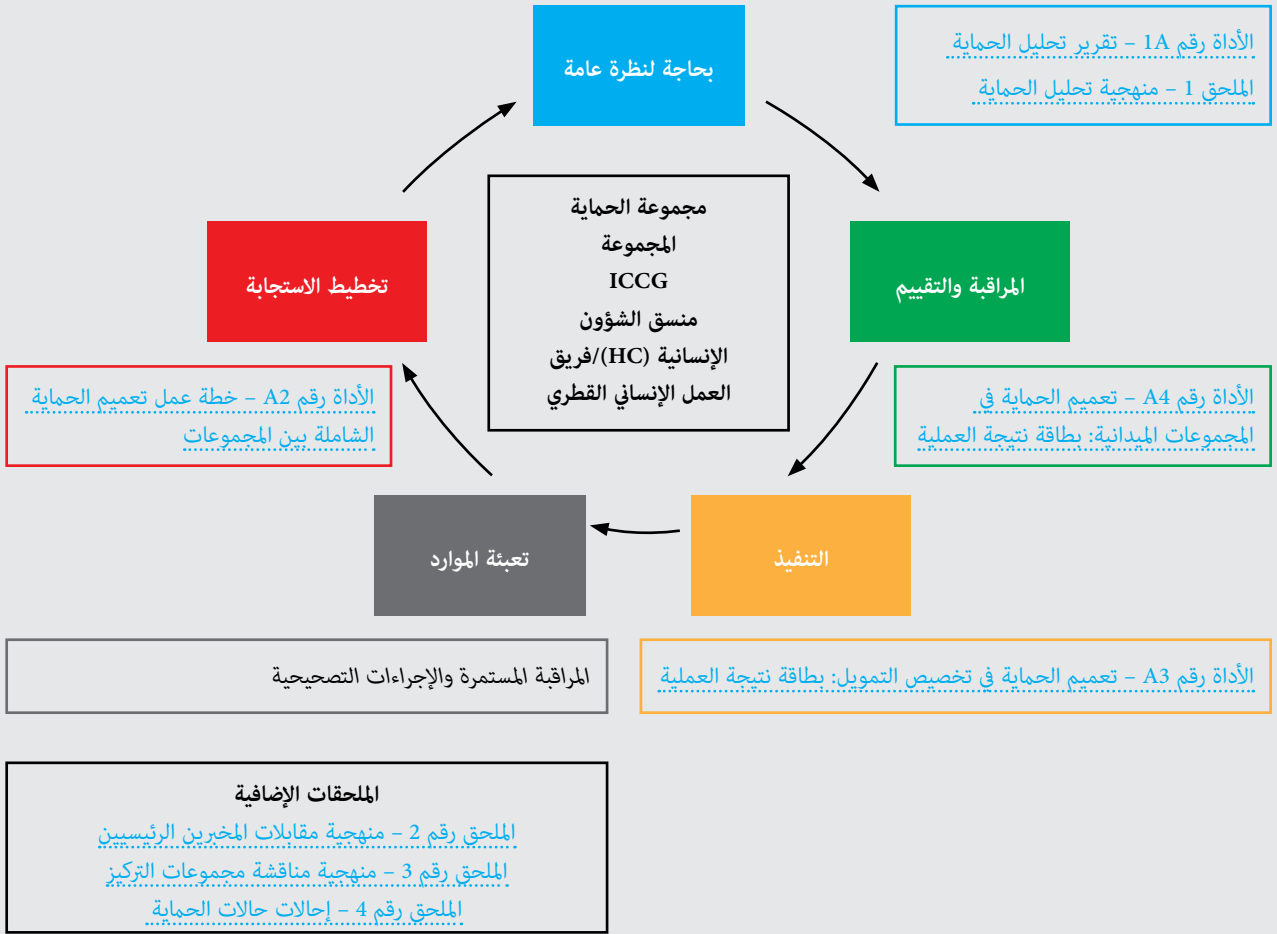 بحاجة لنظرة عامة
الأداة رقم 1A – تقرير تحليل الحماية
الملحق 1 – منهجية تحليل الحماية
مجموعة الحماية
المجموعة
ICCG
منسق الشؤون
الإنسانية (HC)/فريق
العمل الإنساني القطري
المراقبة والتقييم
الأداة رقم A4 – تعميم الحماية في
المجموعات الميدانية: بطاقة نتيجة العملية
تخطيط الاستجابة
الأداة رقم A2 – خطة عمل تعميم الحماية
الشاملة بين المجموعات
التنفيذ
الأداة رقم A3 – تعميم الحماية في تخصيص التمويل: بطاقة نتيجة العملية
تعبئة الموارد
المراقبة المستمرة والإجراءات التصحيحية
الملحقات الإضافية
الملحق رقم 2 – منهجية مقابلات المخبرين الرئيسيين
الملحق رقم 3 – منهجية مناقشة مجموعات التركيز
الملحق رقم 4 – إحالات حالات الحماية